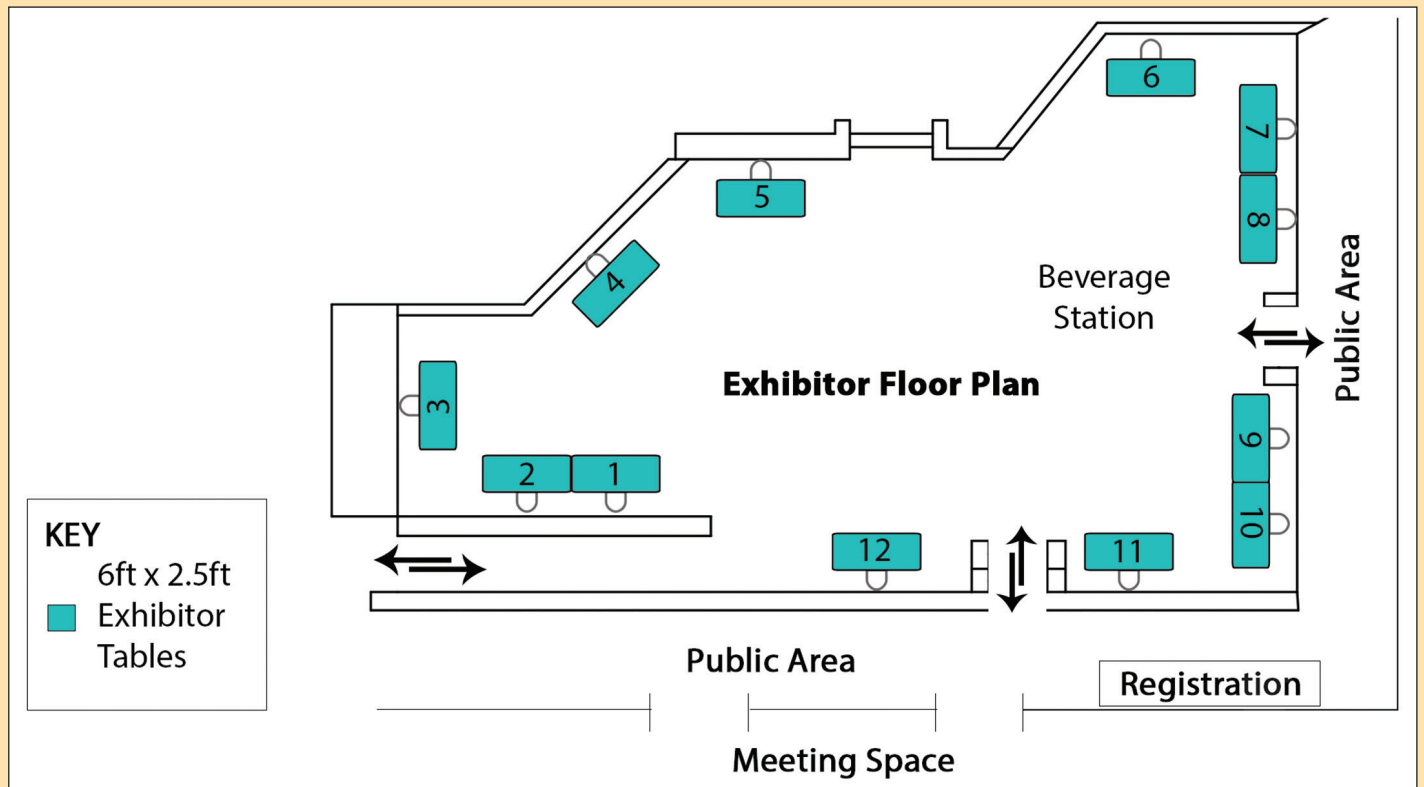 6
7
5
8
4
Beverage
Station
Public Area
Exhibitor Floor Plan
3
9
2
1
10
12
11
KEY
6ft x 2.5ft
Exhibitor
Tables
Public Area
Registration
Meeting Space